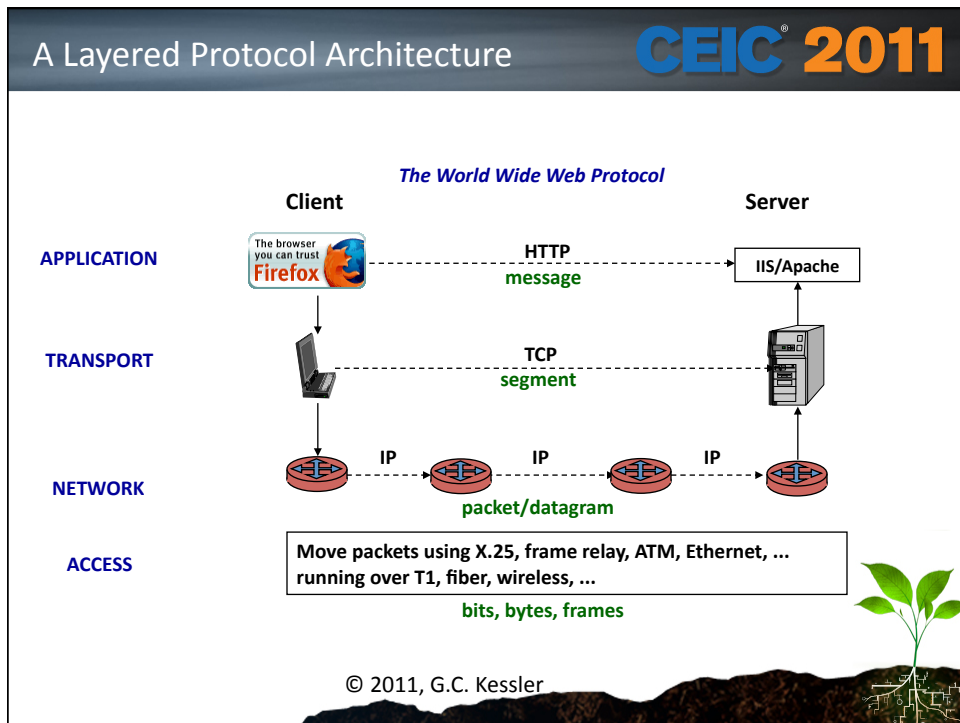 A Layered Protocol Architecture
CEIC® 2011
The World Wide Web Protocol
Client
Server
APPLICATION
The browser
you can trust
Firefox
HTTP
message
IIS/Apache
TRANSPORT
TCP
segment
NETWORK
IP
IP
IP
packet/datagram
ACCESS
Move packets using X.25, frame relay, ATM, Ethernet, ...
running over T1, fiber, wireless, ...
bits, bytes, frames
© 2011, G.C. Kessler